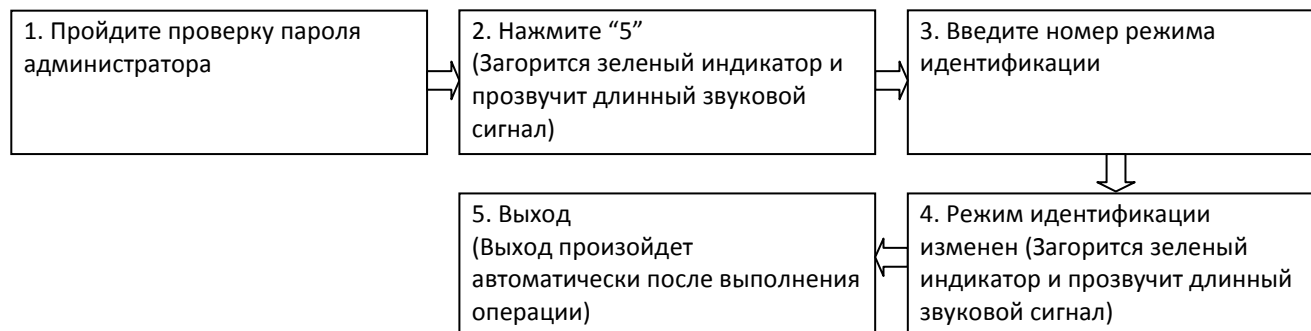 1. Пройдите проверку пароля
администратора
2. Нажмите “5”
(Загорится зеленый индикатор и
прозвучит длинный звуковой
сигнал)
3. Введите номер режима
идентификации
4. Режим идентификации
изменен (Загорится зеленый
индикатор и прозвучит длинный
звуковой сигнал)
5. Выход
(Выход произойдет
автоматически после выполнения
операции)